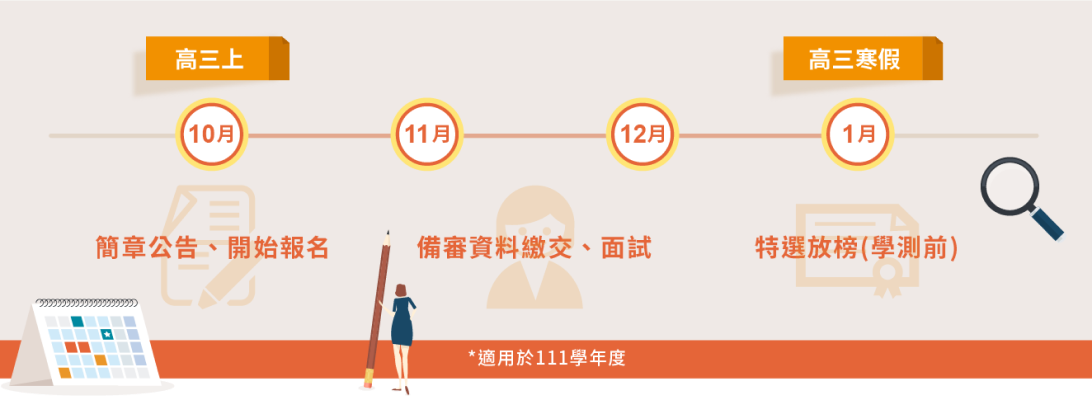 高三上
高三寒假
10月
11月
12月
1月
簡章公告、開始報名
備審資料繳交、面試
特選放榜(學測前)
*適用於111學年度